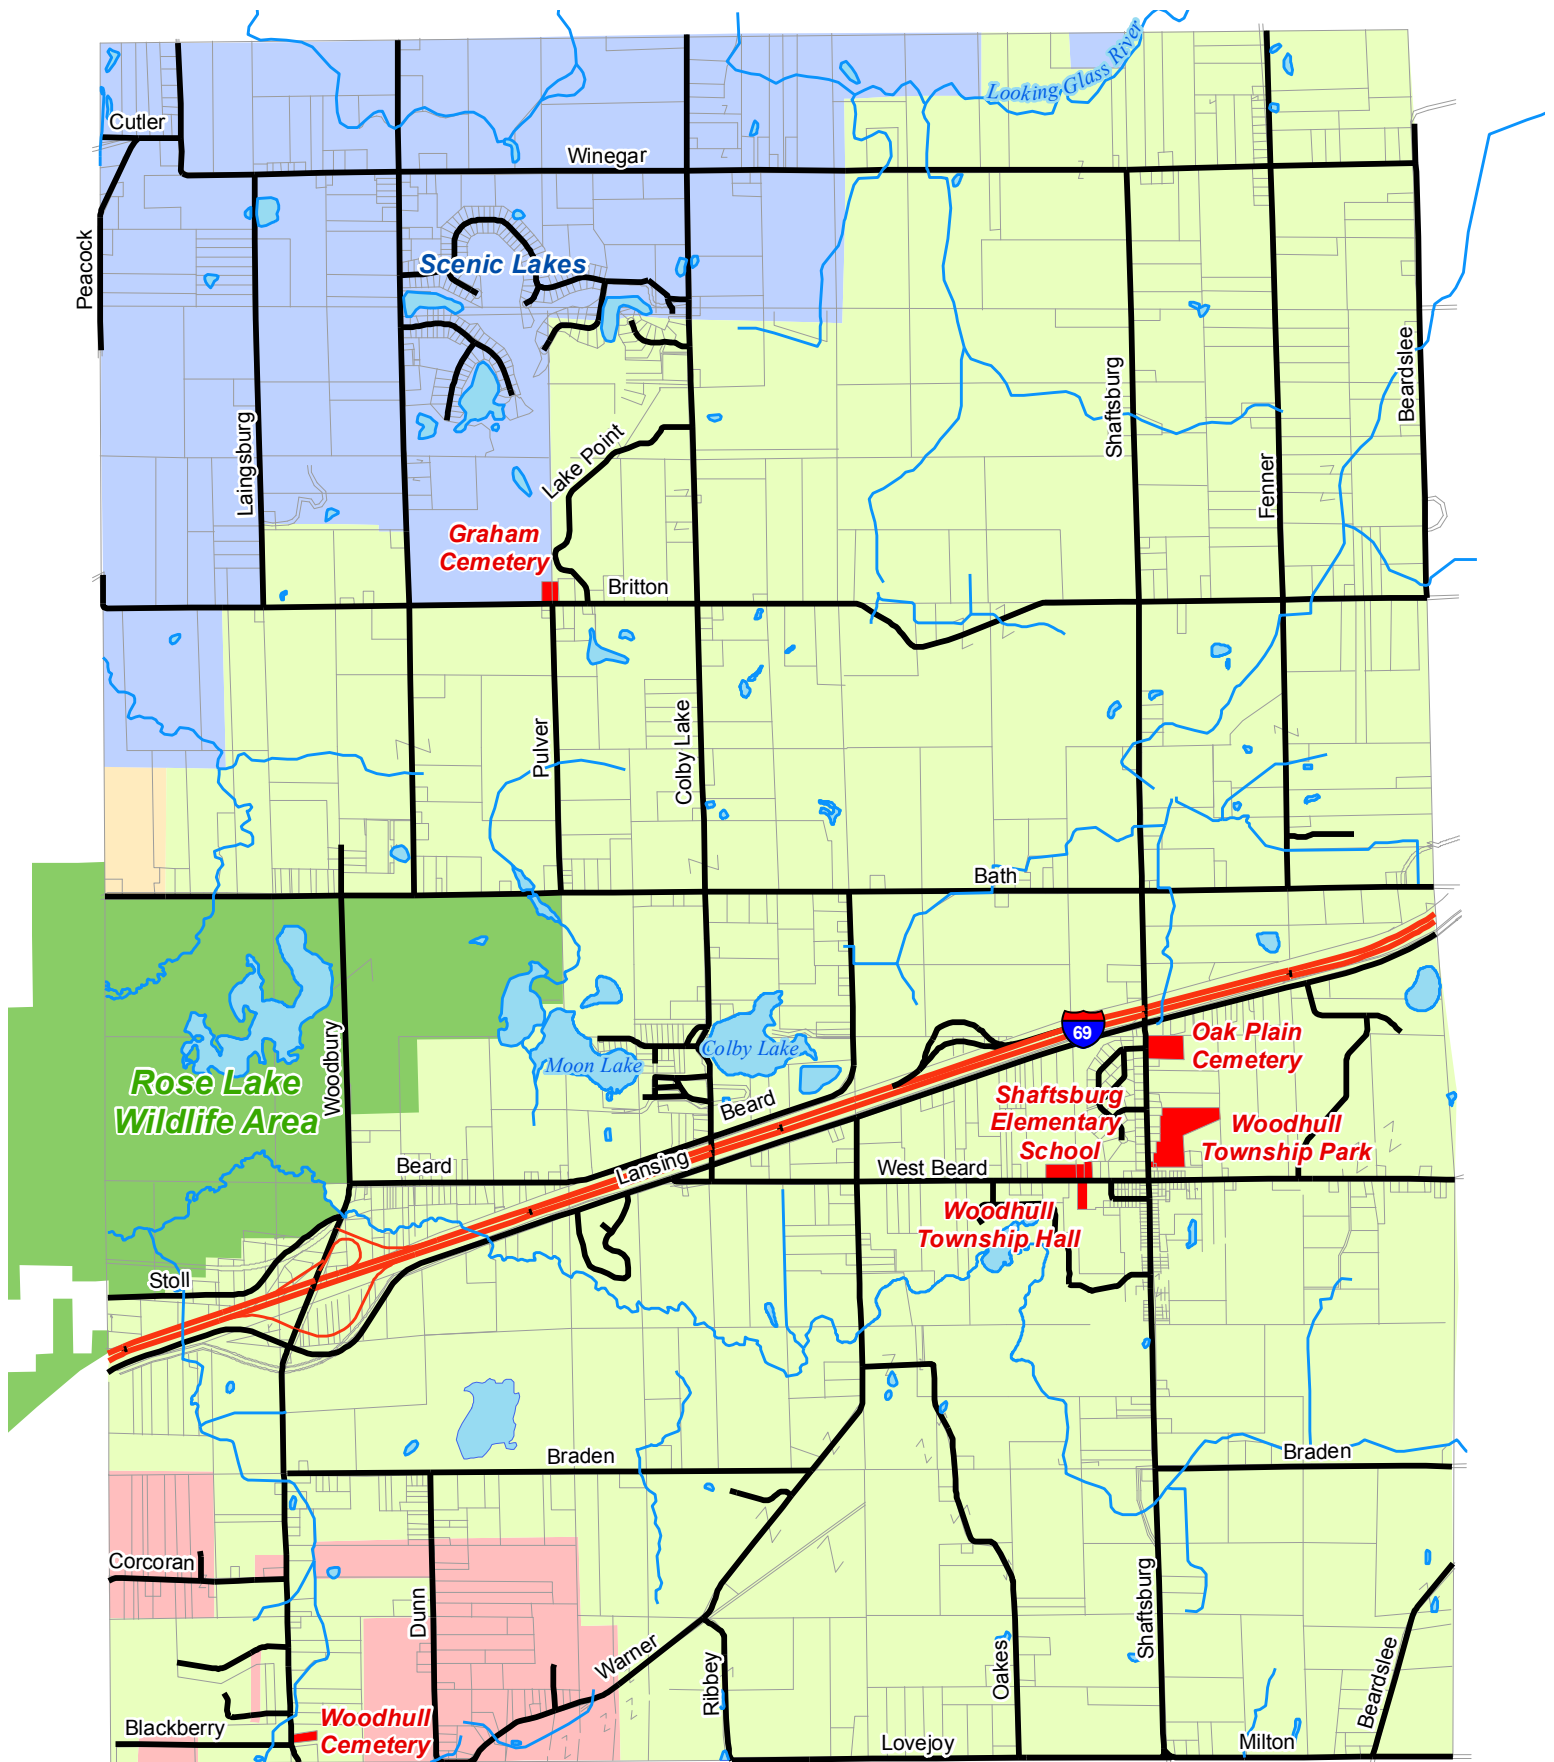 Looking Glass River
Cutler
Winegar
Peacock
Scenic Lakes
Laingsburg
Lake Point
Shaftsburg
Beardslee
Fenner
Graham
Cemetery
Britton
Pulver
Colby Lake
Bath
Woodbury
Rose Lake
Wildlife Area
Moon Lake
Colby Lake
69
Oak Plain
Cemetery
Beard
Shaftsburg
Elementary
School
Woodhull
Township Park
Beard
Lansing
West Beard
Woodhull
Township Hall
Stoll
Braden
Braden
Corcoran
Dunn
Warner
Ribbey
Oakes
Shaftsburg
Beardslee
Blackberry
Woodhull
Cemetery
Lovejoy
Milton